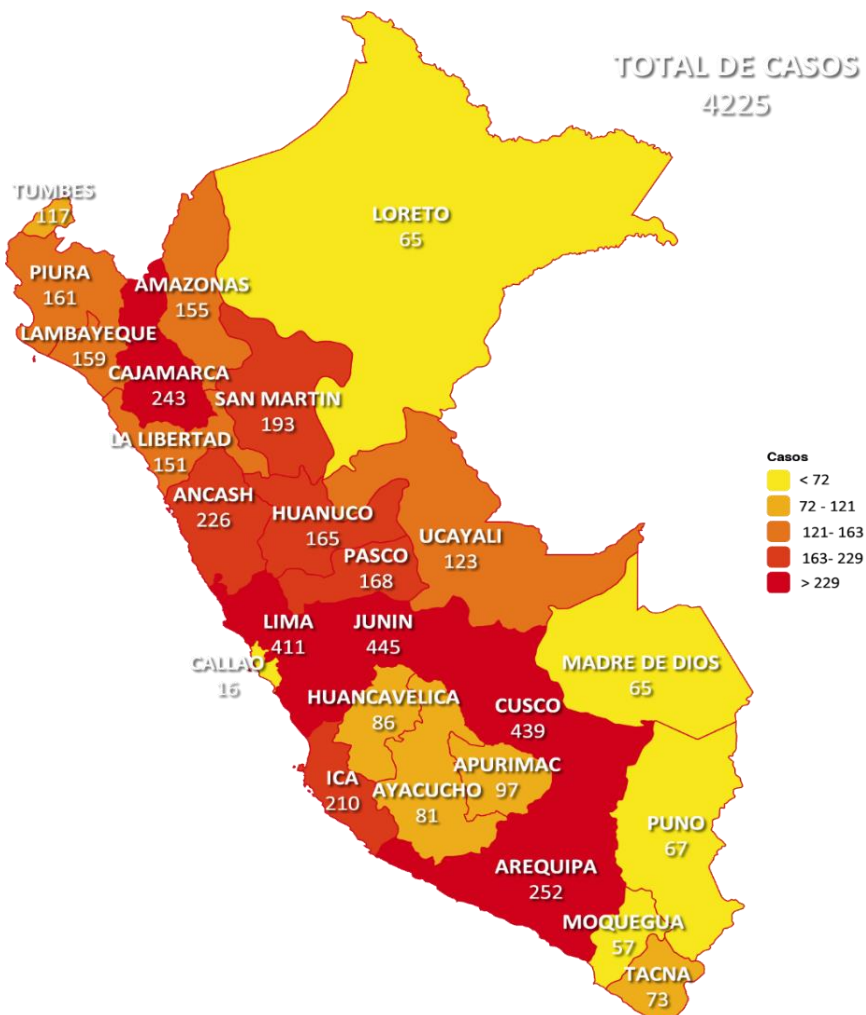 TOTAL DE CASOS
4225
TUMBES
117
LORETO
65
PIURA
161
AMAZONAS
155
LAMBAYEQUE
159
CAJAMARCA
243
SAN MARTIN
193
LA LIBERTAD
151
ANCASH
226
HUANUCO
165
UCAYALI
123
PASCO
168
LIMA
411
JUNIN
445
CALLAO
16
MADRE DE DIOS
65
HUANCAVELICA
86
CUSCO
439
APURIMAC
97
ICA
210
AYACUCHO
81
PUNO
67
AREQUIPA
252
MOQUEGUA
57
TACNA
73
Casos
< 72
72 - 121
121- 163
163- 229
> 229